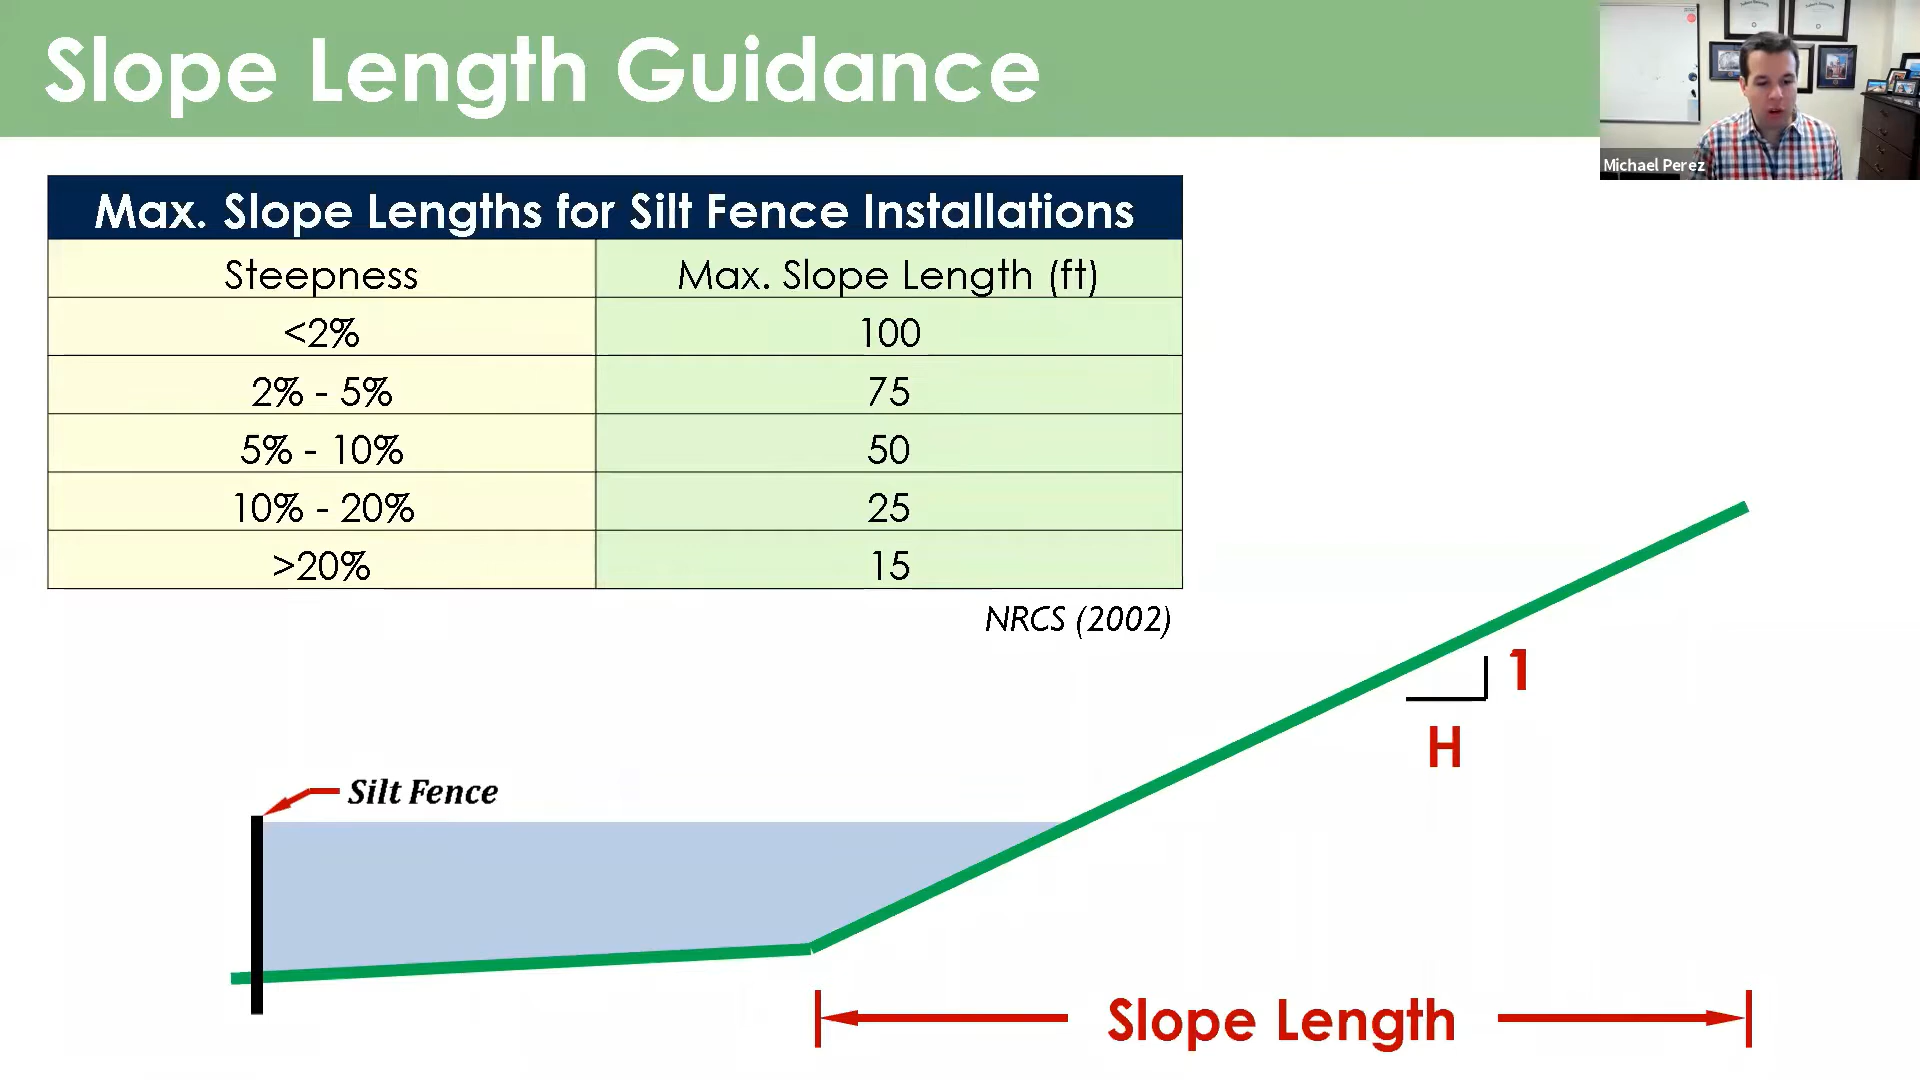 Slope Length Guidance
Michael Perez
Max. Slope Lengths for Silt Fence Installations
Steepness Max. Slope Length (ft)
<2% 100
2% - 5% 75
5% - 10% 50
10% - 20% 25
>20% 15
NRCS (2002)
1
H
Silt Fence
Slope Length